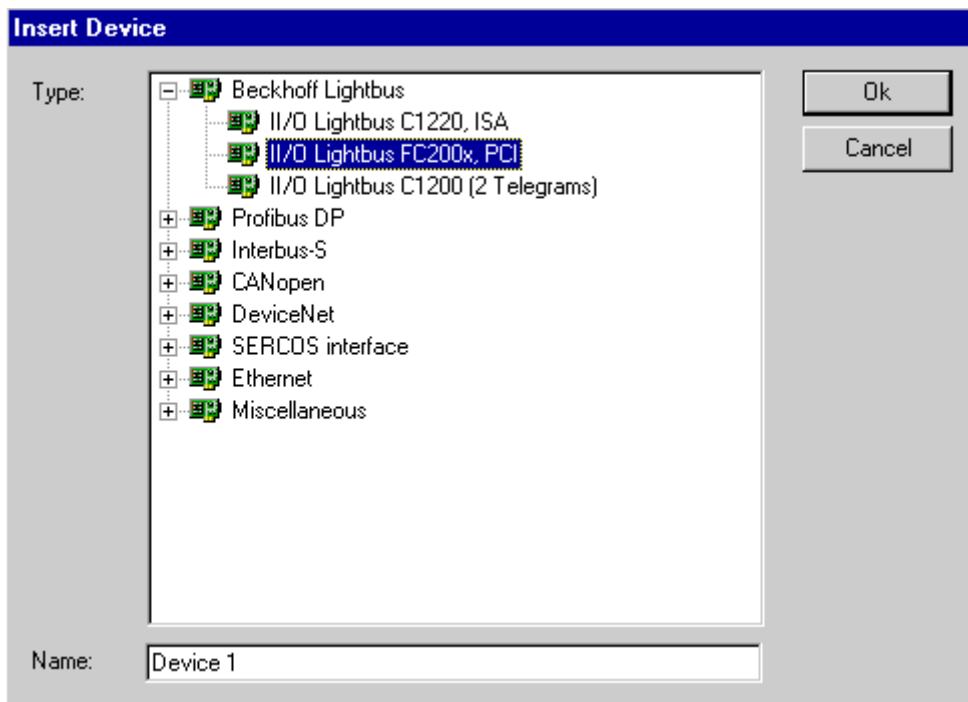 Insert Device
Type:
Beckhoff Lightbus
II/O Lightbus C1220, ISA
II/O Lightbus FC200x, PCI
II/O Lightbus C1200 (2 Telegrams)
Profibus DP
Interbus-S
CANopen
DeviceNet
SERCOS interface
Ethernet
Miscellaneous
Ok
Cancel
Name:
Device 1